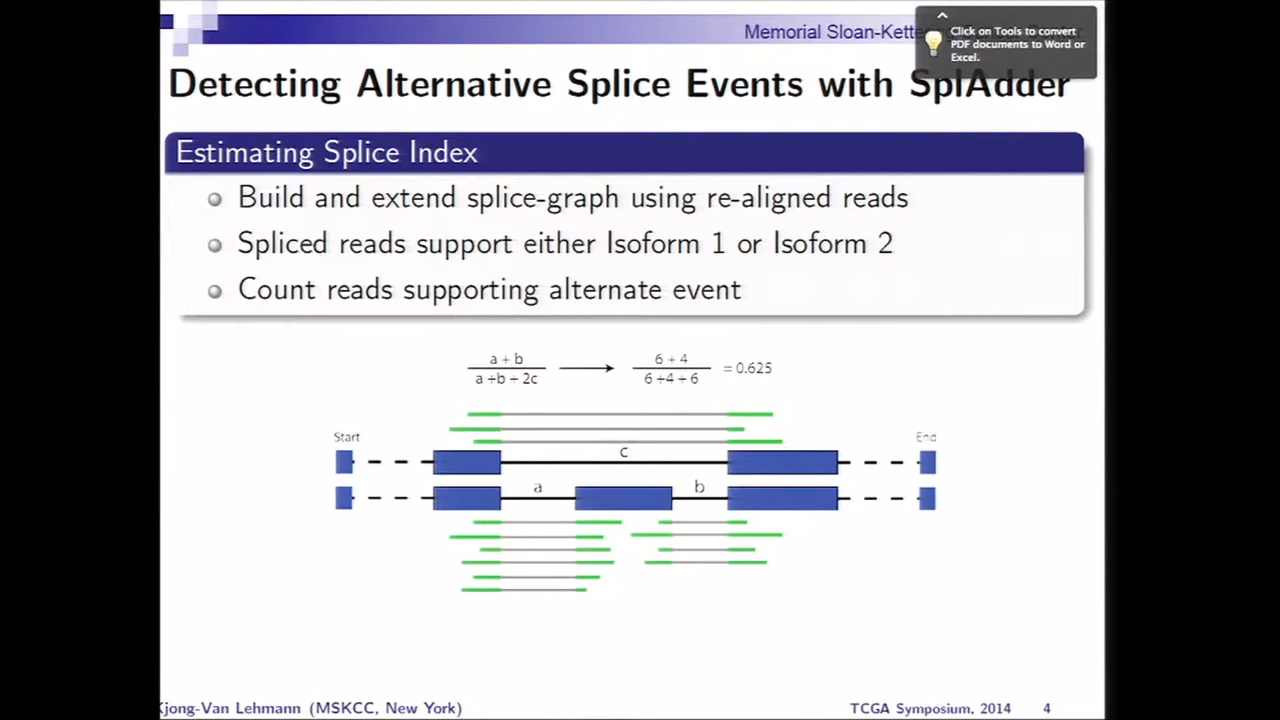 Memorial Sloan-Kette
Click on Tools to convert
PDF documents to Word or
Excel.
Detecting Alternative Splice Events with SplAdder
Estimating Splice Index
Build and extend splice-graph using re-aligned reads
Spliced reads support either Isoform 1 or Isoform 2
Count reads supporting alternate event
a + b
a +b + 2c
6 + 4
6 +4 + 6
= 0.625
Start
End
c
a
b
Kjong-Van Lehmann (MSKCC, New York)
TCGA Symposium, 2014
4